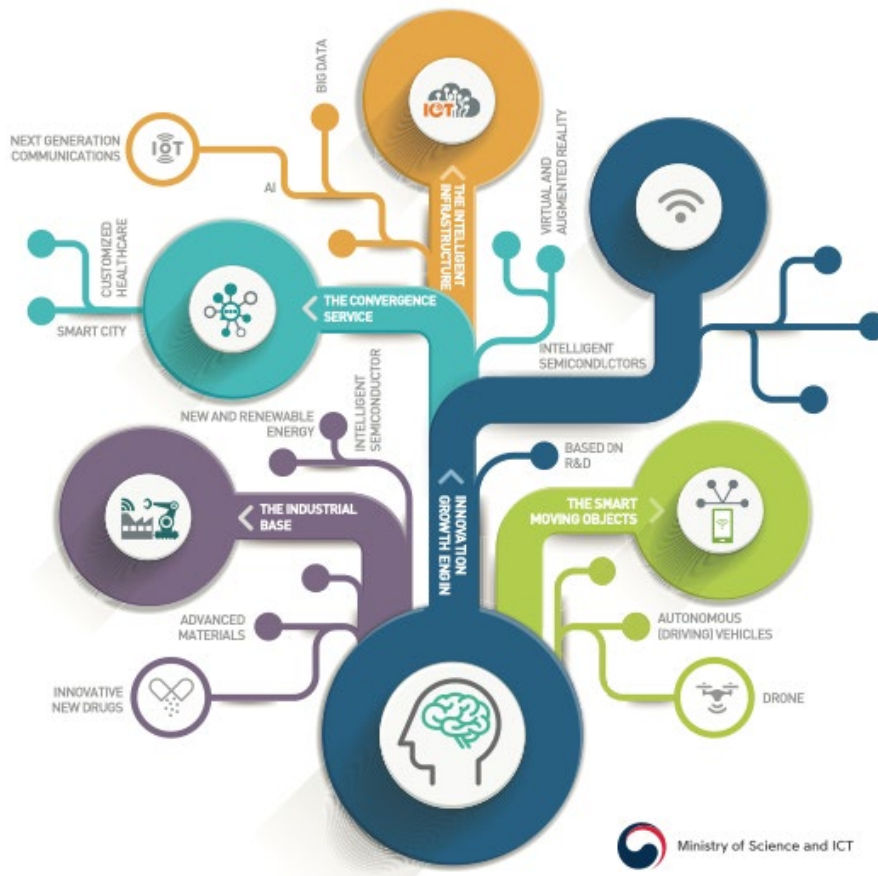 BIG DATA
IOT
NEXT GENERATION
COMMUNICATIONS
IOT
AI
THE INTELLIGENT
INFRASTRUCTURE
VIRTUAL AND
AUGMENTED REALITY
CUSTOMIZED
HEALTHCARE
THE CONVERGENCE
SERVICE
SMART CITY
INTELLIGENT
SEMICONDUCTORS
NEW AND RENEWABLE
ENERGY
INTELLIGENT
SEMICONDUCTOR
BASED ON
R&D
THE INDUSTRIAL
BASE
INNOVATION
GROWTH ENGIN
THE SMART
MOVING OBJECTS
ADVANCED
MATERIALS
AUTONOMOUS
(DRIVING) VEHICLES
INNOVATIVE
NEW DRUGS
DRONE
Ministry of Science and ICT